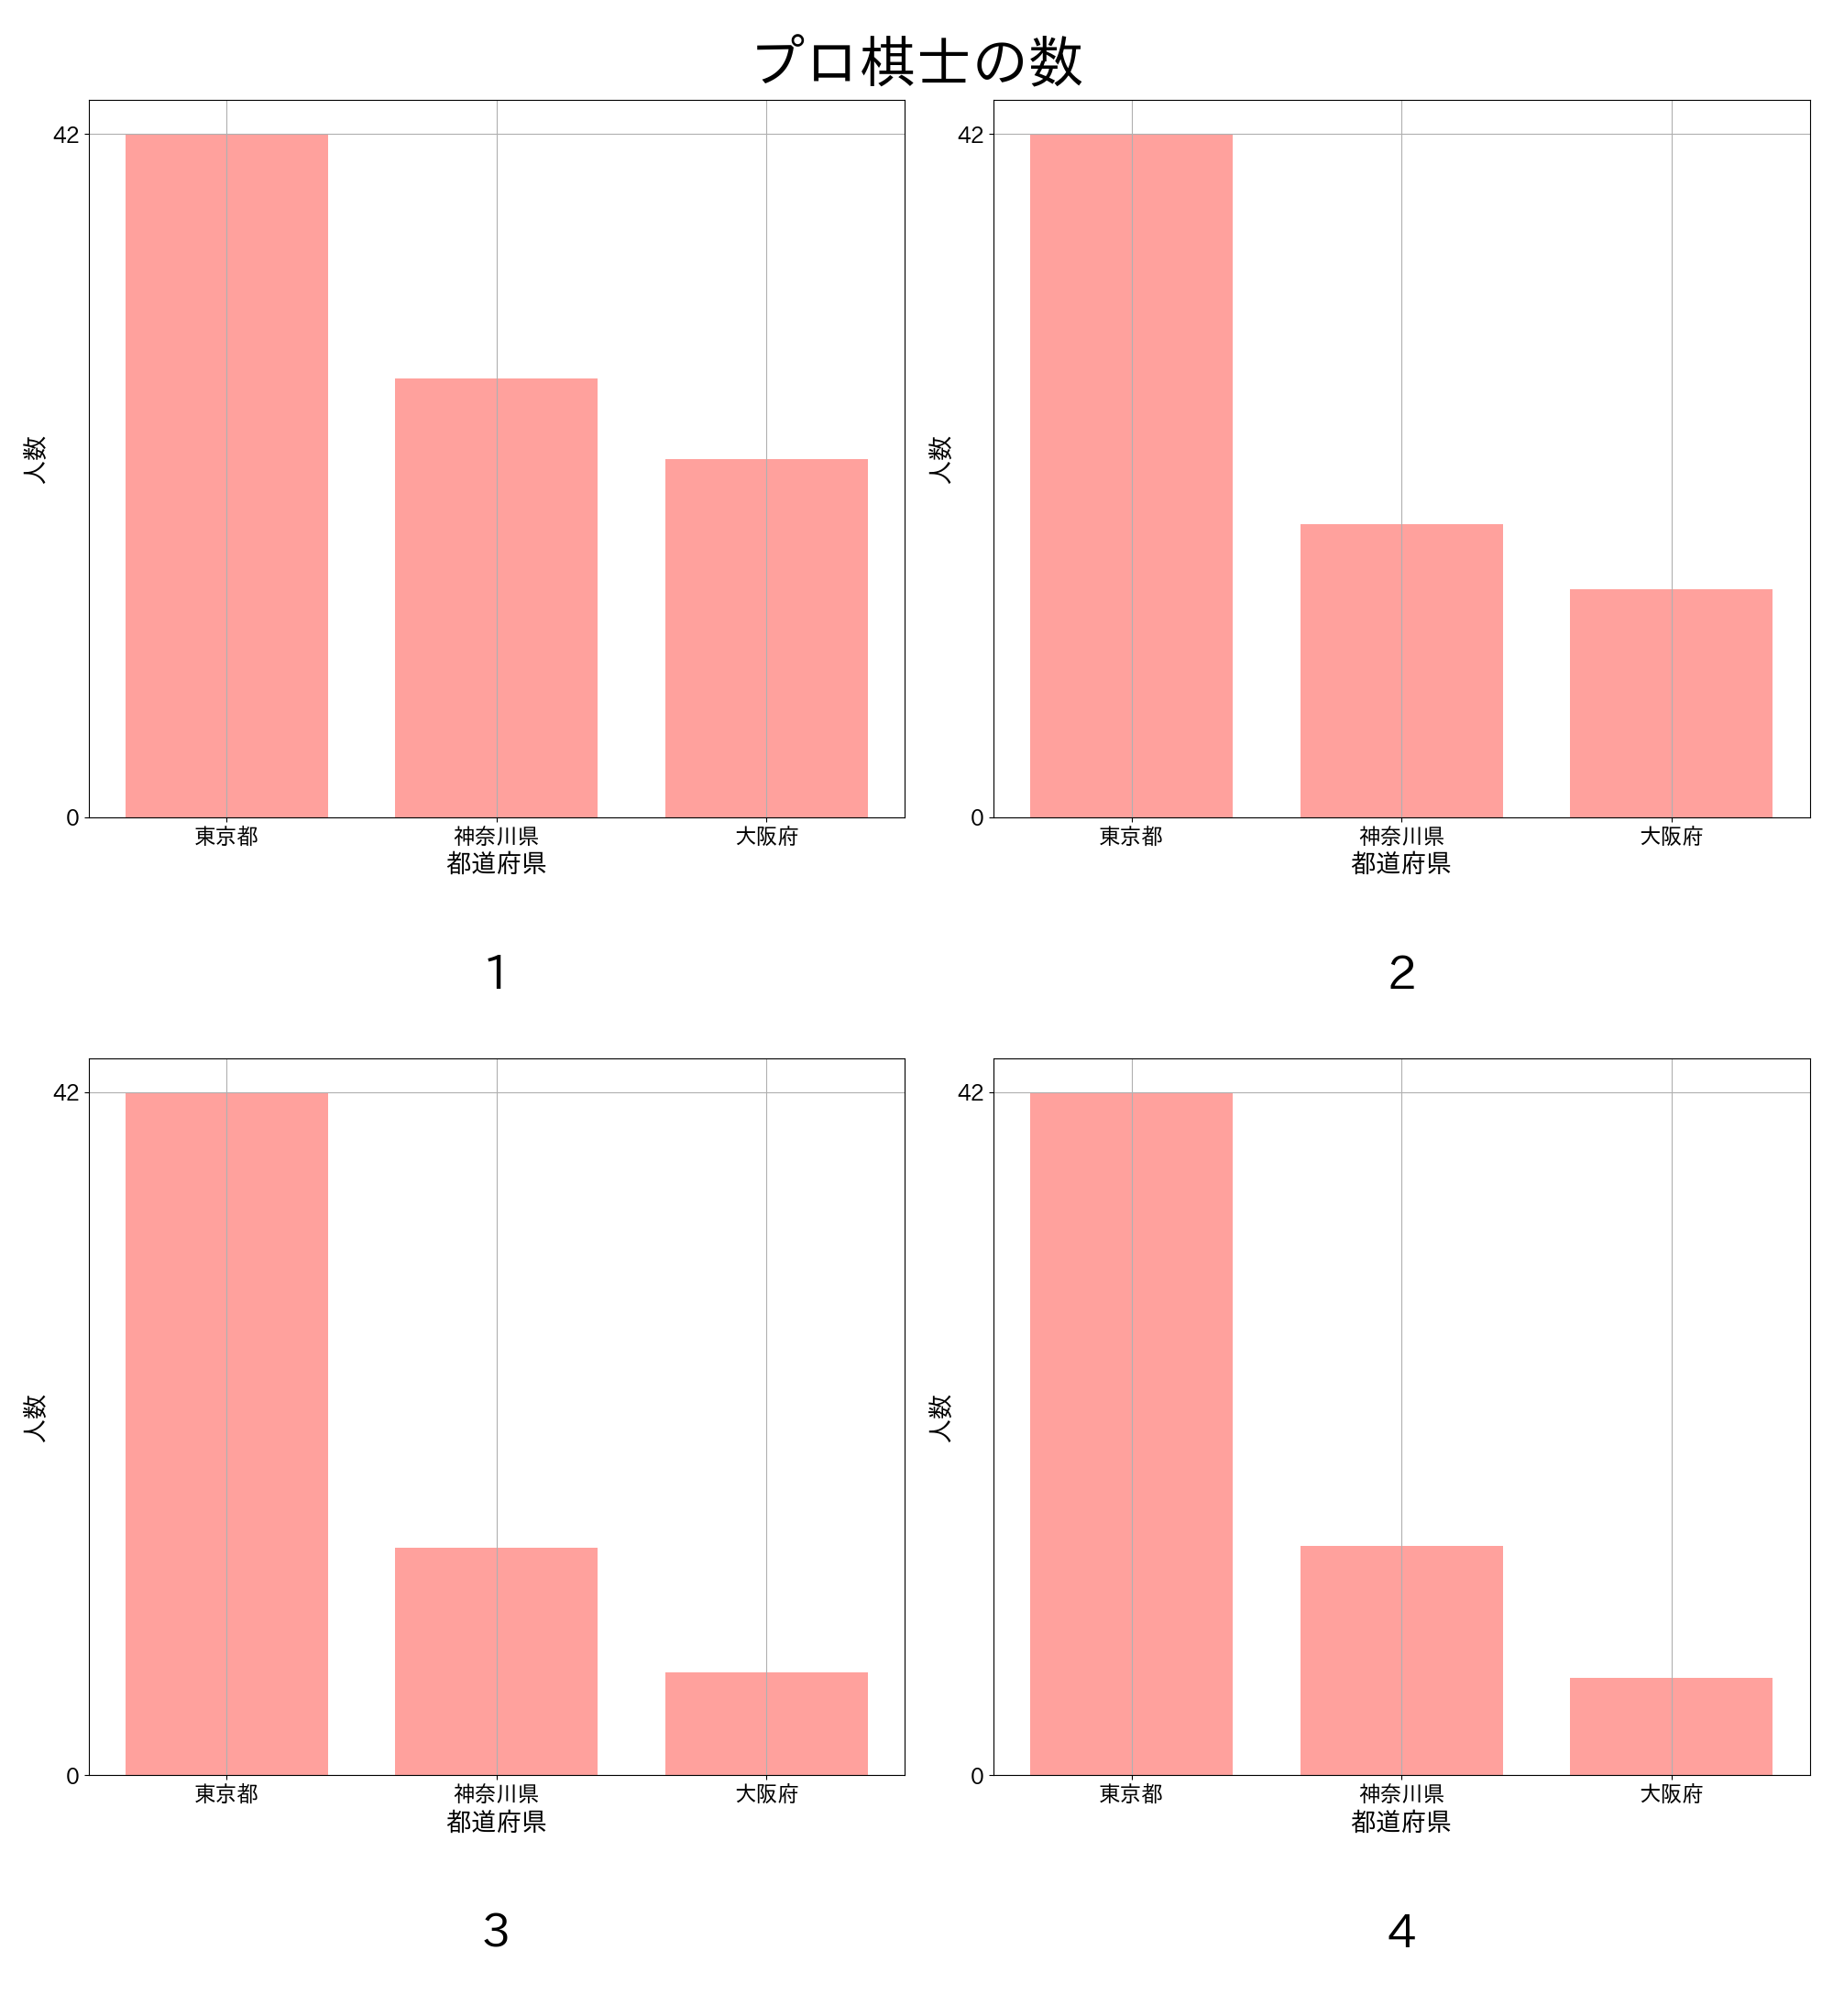 プロ棋士の数
42
0
人数
東京都 神奈川県 大阪府
都道府県
1
42
0
人数
東京都 神奈川県 大阪府
都道府県
2
42
0
人数
東京都 神奈川県 大阪府
都道府県
3
42
0
人数
東京都 神奈川県 大阪府
都道府県
4